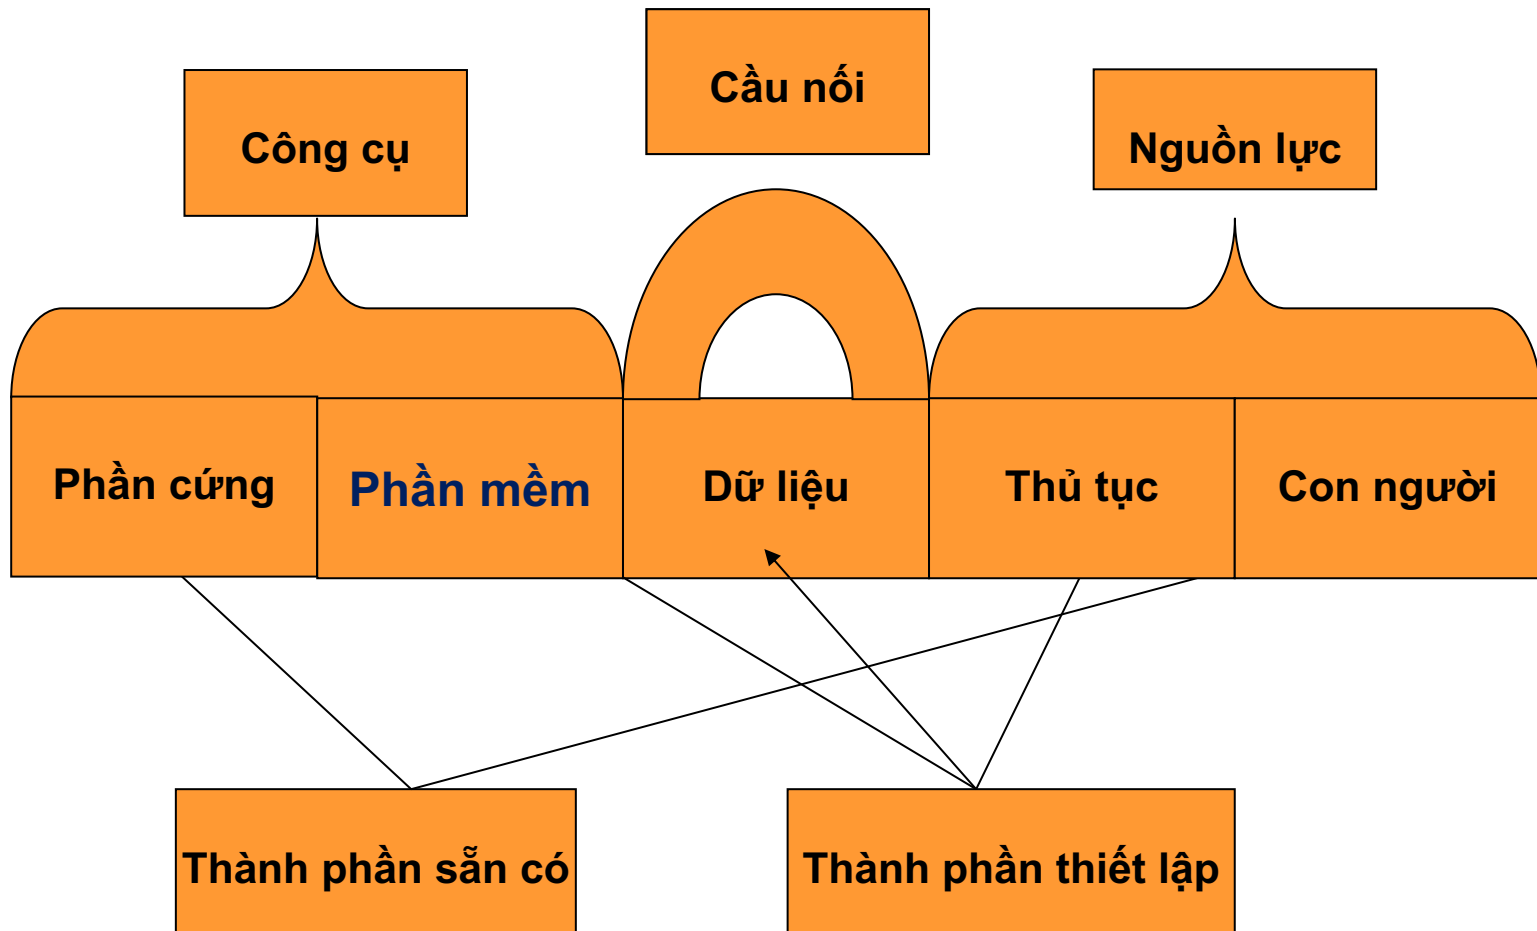 Cầu nối
Công cụ
Nguồn lực
Phần cứng
Phần mềm
Dữ liệu
Thủ tục
Con người
Thành phần sẵn có
Thành phần thiết lập